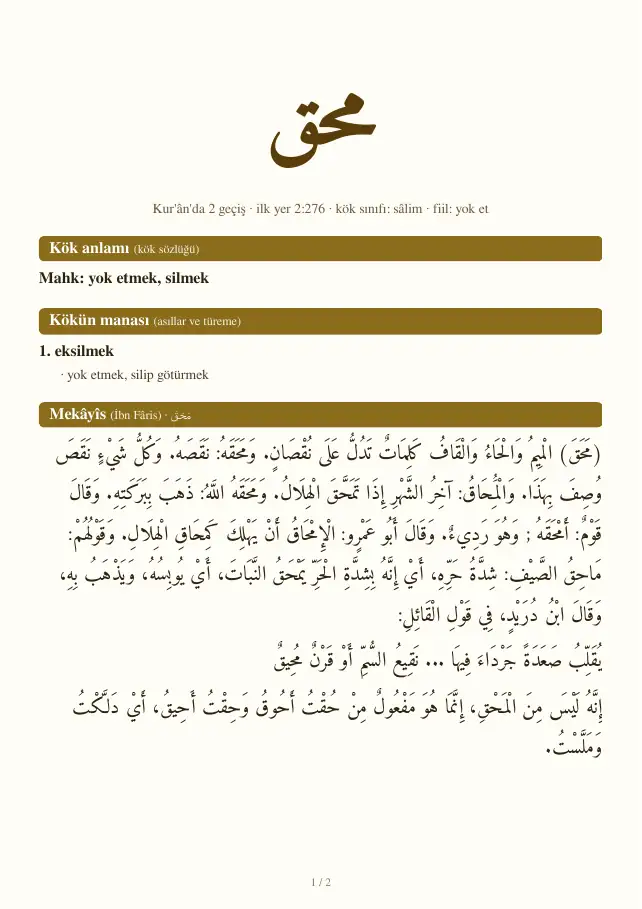 محق
Kur'ân'da 2 geçiş · ilk yer 2:276 · kök sınıfı: sâlim · fiil: yok et
Kök anlamı (kök sözlüğü)
Mahk: yok etmek, silmek
Kökün manası (asıllar ve türeme)
1. eksilmek
· yok etmek, silip götürmek
Mekâyîs (İbn Fâris) · مَحَقَ
(مَحَقَ) الْمِيمُ وَالْحَاءُ وَالْقَافُ كَلِمَاتٌ تَدُلُّ عَلَى نُقْصَانٍ. وَمَحَقَهُ: نَقَصَهُ. وَكُلُّ شَيْءٍ نَقَصَ
وُصِفَ بِهَذَا. وَالْمُحَاقُ: آخِرُ الشَّهْرِ إِذَا تَمَحَّقَ الْهِلَالُ. وَمَحَقَهُ اللَّهُ: ذَهَبَ بِبَرَكَتِهِ. وَقَالَ
قَوْمٌ: أَمْحَقَهُ ; وَهُوَ رَدِيءٌ. وَقَالَ أَبُو عَمْرٍو: الْإِمْحَاقُ أَنْ يَهْلِكَ كَمِحَاقِ الْهِلَالِ. وَقَوْلُهُمْ:
مَاحِقُ الصَّيْفِ: شِدَّةُ حَرِّهِ، أَيْ إِنَّهُ بِشِدَّةِ الْحَرِّ يَمْحَقُ النَّبَاتَ، أَيْ يُوبِسُهُ، وَيَذْهَبُ بِهِ،
وَقَالَ ابْنُ دُرَيْدٍ، فِي قَوْلِ الْقَائِلِ:
يُقَلِّبُ صَعَدَةً جَرْدَاءَ فِيهَا ... نَقِيعُ السُّمِّ أَوْ قَرْنٌ مُحِيقٌ
إِنَّهُ لَيْسَ مِنَ الْمَحْقِ، إِنَّمَا هُوَ مَفْعُولٌ مِنْ حُقْتُ أَحُوقُ وَحِقْتُ أَحِيقُ، أَيْ دَلَّكْتُ
وَمَلَّسْتُ.
1 / 2